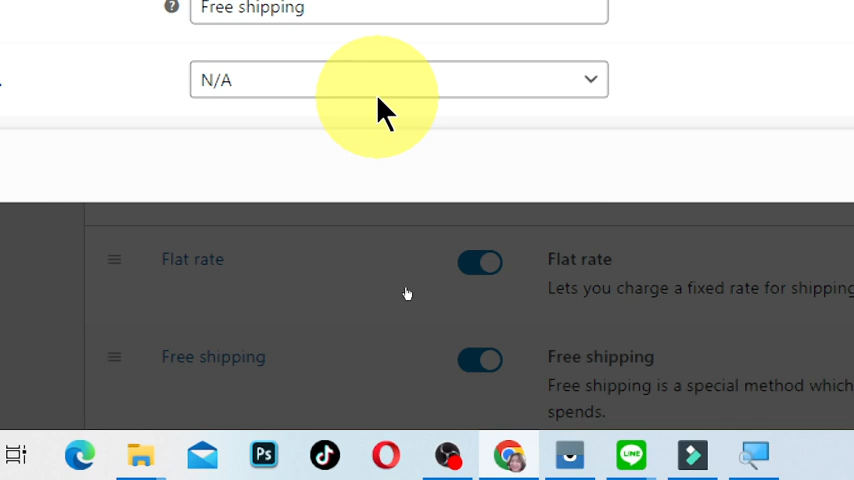 Free shipping
N/A
Flat rate
Flat rate
Lets you charge a fixed rate for shipping
Free shipping
Free shipping
Free shipping is a special method which
spends.
Ps
LINE